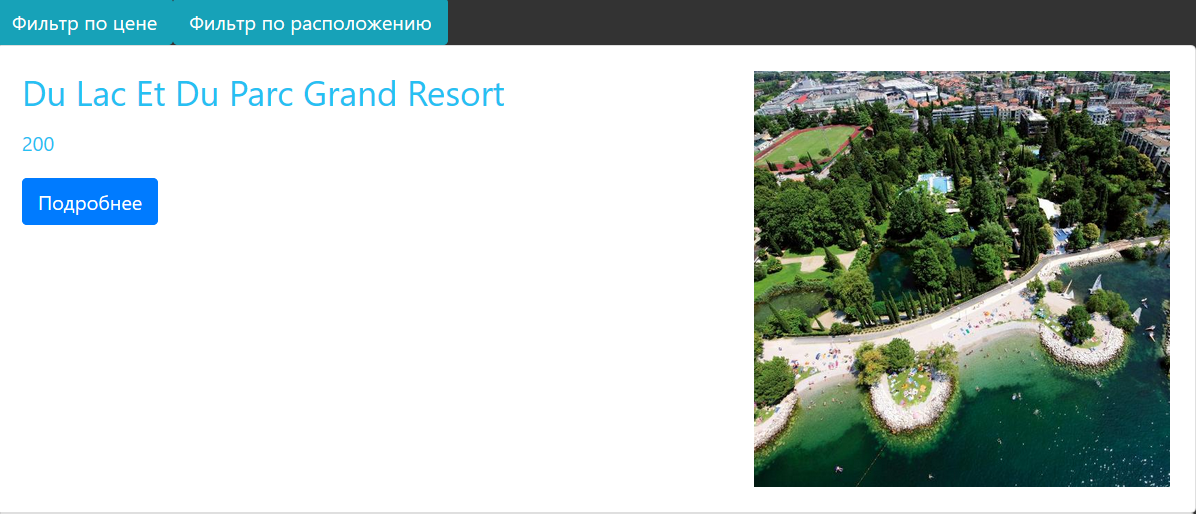 Фильтр по цене
Фильтр по расположению
Du Lac Et Du Parc Grand Resort
200
Подробнее